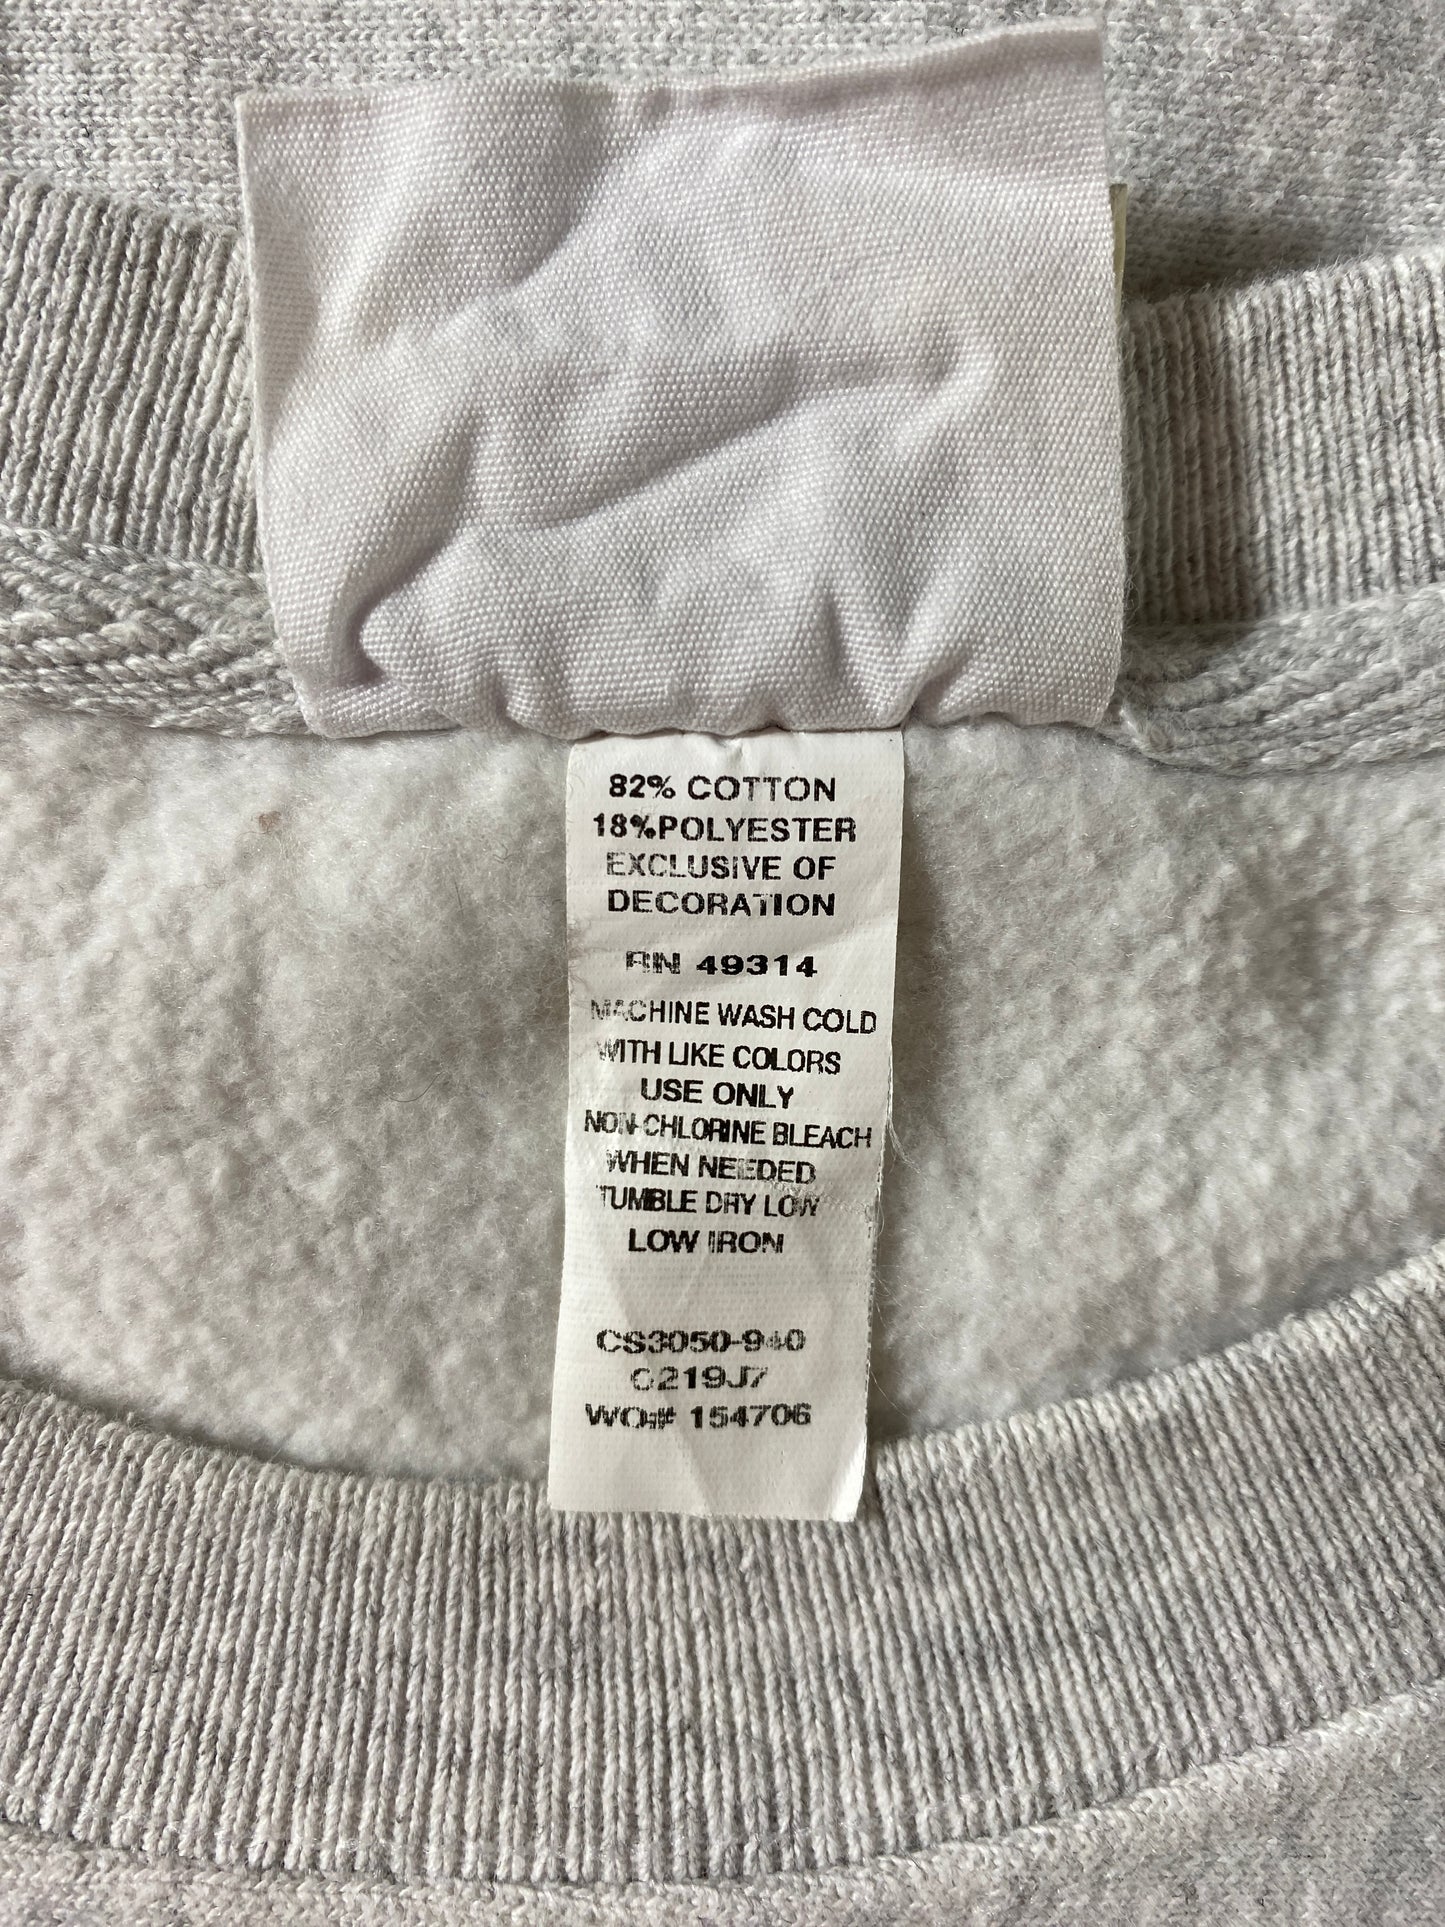 82% COTTON
18%POLYESTER
EXCLUSIVE OF
DECORATION
RN 49314
MACHINE WASH COLD
WITH LIKE COLORS
USE ONLY
NON-CHLORINE BLEACH
WHEN NEEDED
TUMBLE DRY LOW
LOW IRON
CS3050-940
C219J7
WO# 154706